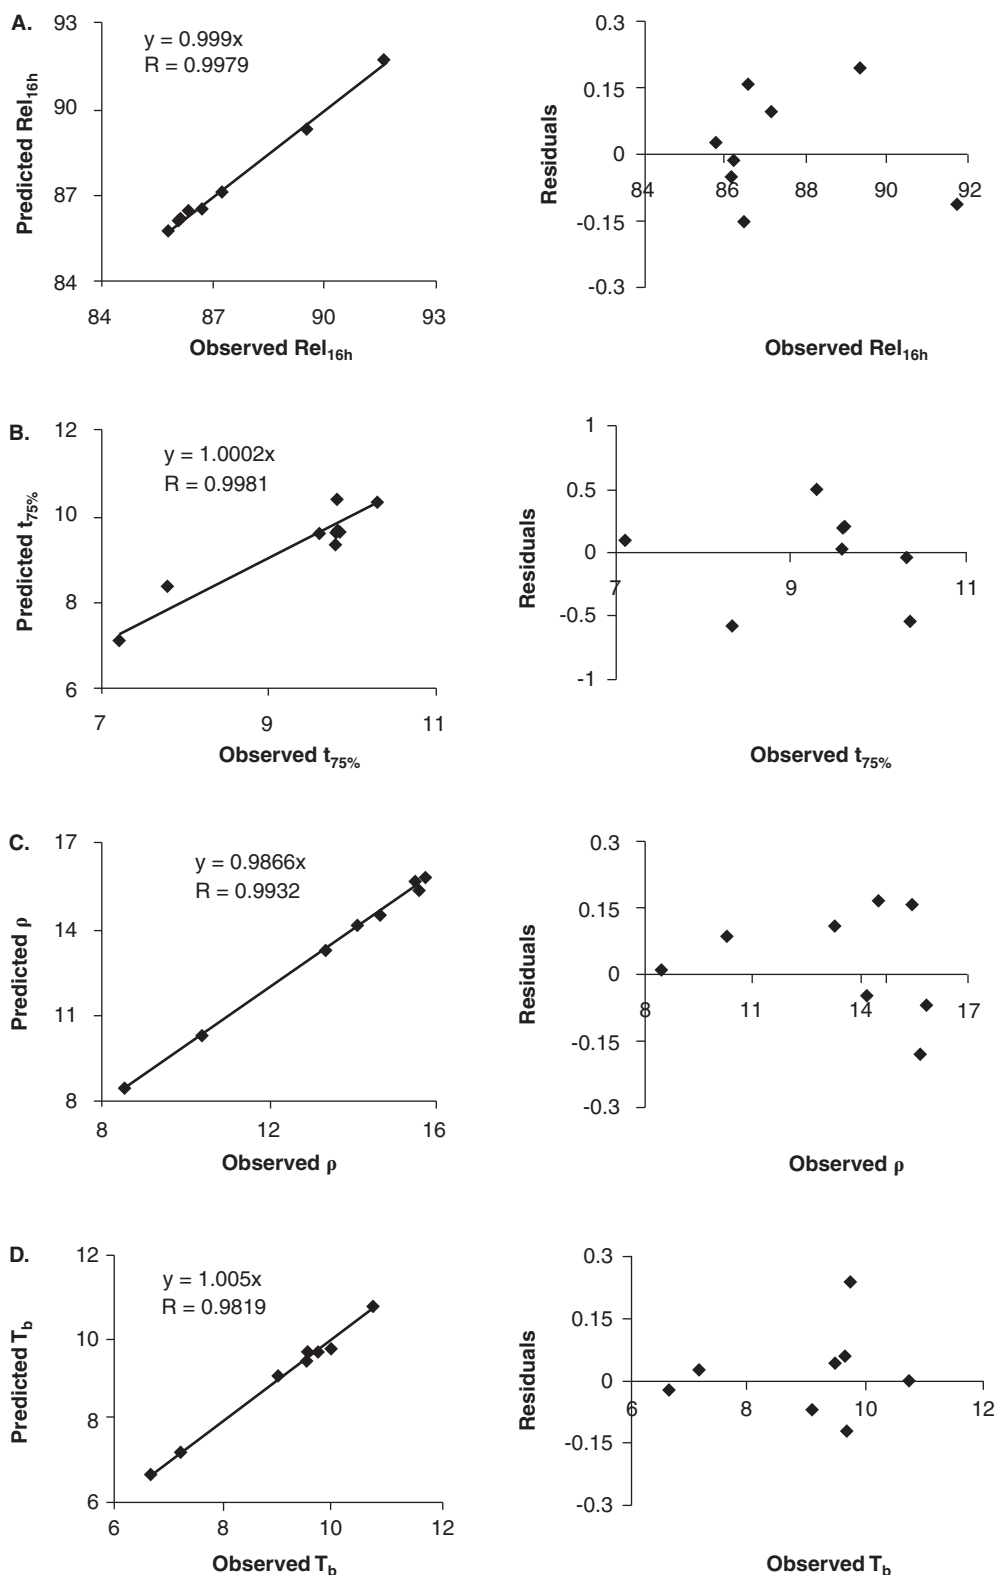 A.
93
90
87
84
Predicted Rel16h
y = 0.999x
R = 0.9979
84 87 90 93
Observed Rel16h
0.3
0.15
0
-0.15
-0.3
Residuals
84 86 88 90 92
Observed Rel16h
B.
12
10
8
6
Predicted t75%
y = 1.0002x
R = 0.9981
7 9 11
Observed t75%
1
0.5
0
-0.5
-1
Residuals
7 9 11
Observed t75%
C.
17
14
11
8
Predicted ρ
y = 0.9866x
R = 0.9932
8 12 16
Observed ρ
0.3
0.15
0
-0.15
-0.3
Residuals
8 11 14 17
Observed ρ
D.
12
10
8
6
Predicted Tb
y = 1.005x
R = 0.9819
6 8 10 12
Observed Tb
0.3
0.15
0
-0.15
-0.3
Residuals
6 8 10 12
Observed Tb